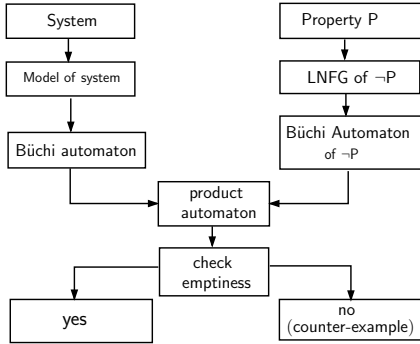 System
Property P
Model of system
LNFG of ¬P
Büchi automaton
Büchi Automaton
of ¬P
product
automaton
check
emptiness
yes
no
(counter-example)